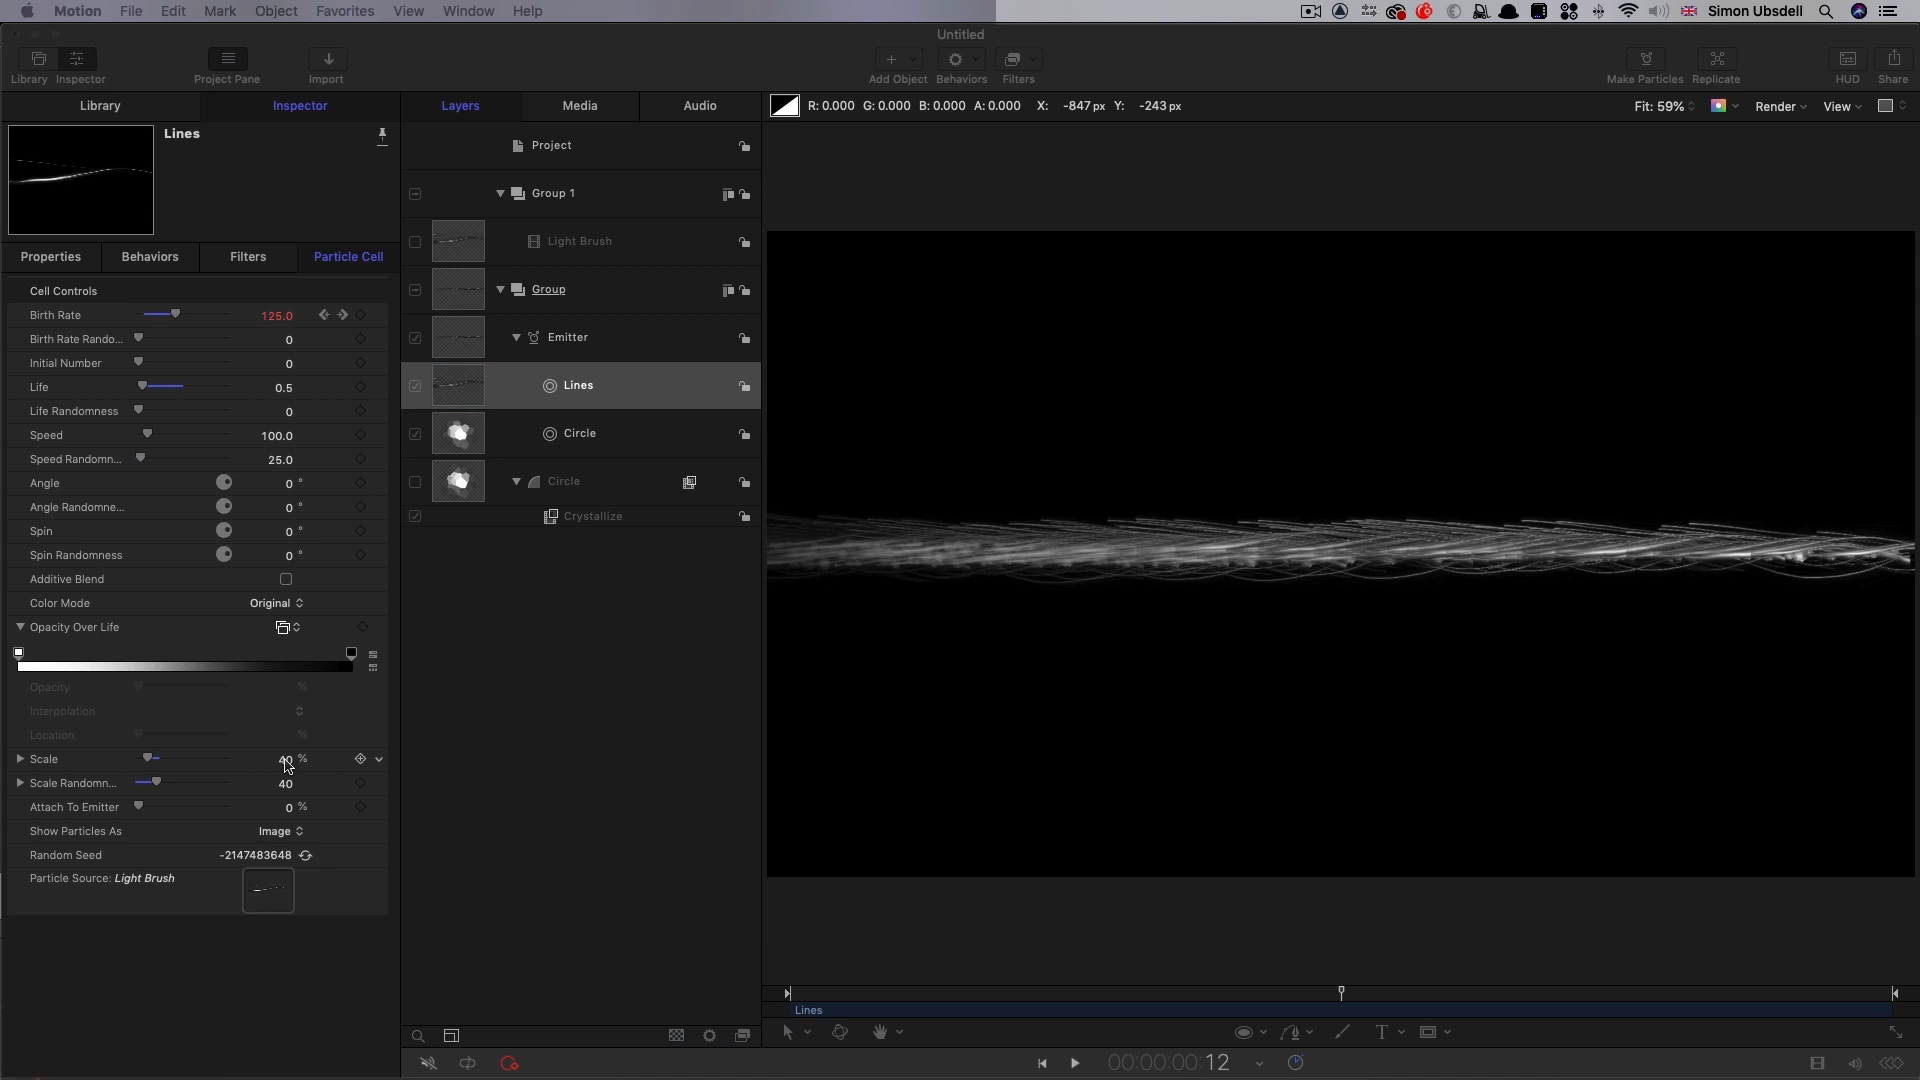 Motion File Edit Mark Object Favorites View Window Help Simon Ubsdell
Untitled
Library Inspector Project Pane Import Add Object Behaviors Filters Make Particles Replicate HUD Share
Library Inspector Layers Media Audio R: 0.000 G: 0.000 B: 0.000 A: 0.000 X: -847 px Y: -243 px Fit: 59% Render View
Lines
Project
Group 1
Light Brush
Properties Behaviors Filters Particle Cell
Group
Emitter
Lines
Circle
Circle
Crystallize
Cell Controls
Birth Rate 125.0
Birth Rate Rando... 0
Initial Number 0
Life 0.5
Life Randomness 0
Speed 100.0
Speed Randomn... 25.0
Angle 0 °
Angle Randomne... 0 °
Spin 0 °
Spin Randomness 0 °
Additive Blend
Color Mode Original
Opacity Over Life
Opacity %
Interpolation
Location %
Scale 40 %
Scale Randomn... 40
Attach To Emitter 0 %
Show Particles As Image
Random Seed -2147483648
Particle Source: Light Brush
Lines
T
00:00:00:12